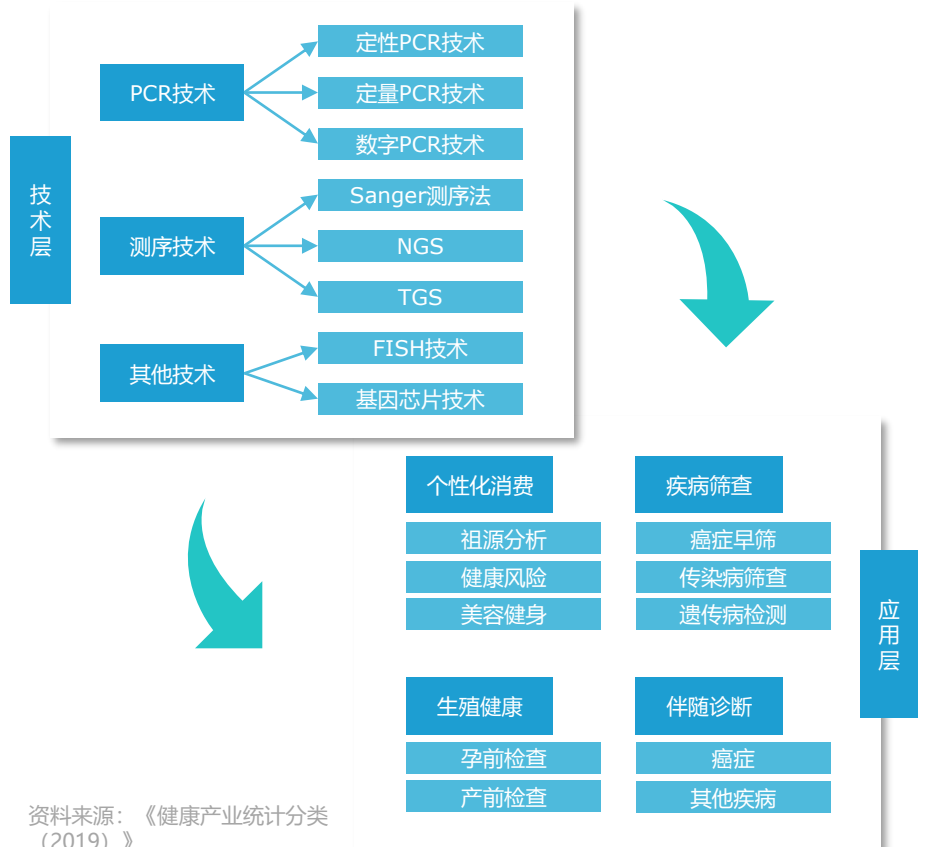 技术层
PCR技术
定性PCR技术
定量PCR技术
数字PCR技术
测序技术
Sanger测序法
NGS
TGS
其他技术
FISH技术
基因芯片技术
个性化消费
祖源分析
健康风险
美容健身
疾病筛查
癌症早筛
传染病筛查
遗传病检测
应用层
生殖健康
孕前检查
产前检查
伴随诊断
癌症
其他疾病
资料来源：《健康产业统计分类
（2019）》